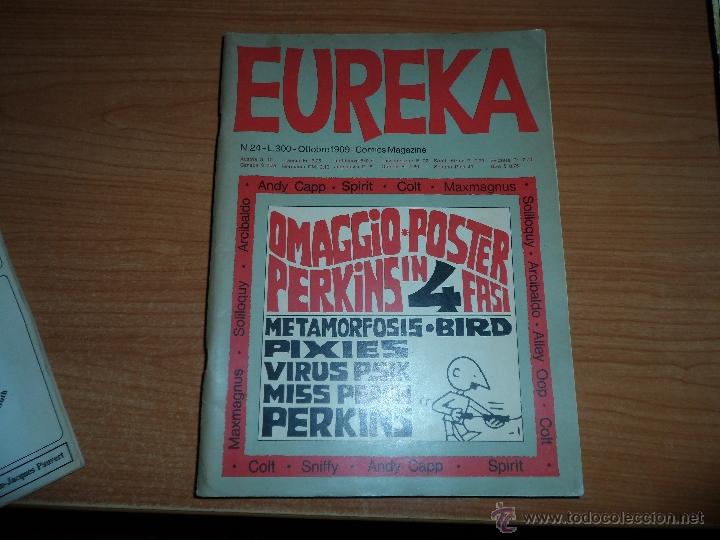 EUREKA
N.24 - L.300 - Ottobre 1969 - Comics Magazine
Andy Capp • Spirit • Colt • Maxmagnus
Soliloquy • Arcibaldo • Alley Oop • Colt
Maxmagnus • Soliloquy • Arcibaldo
OMAGGIO * POSTER
PERKINS IN 4 FASI
METAMORFOSIS • BIRD
PIXIES
VIRUS PSIK
MISS
PERKINS
Colt • Sniffy • Andy Capp • Spirit •
-Jacques Pauvert
www.todocoleccion.net